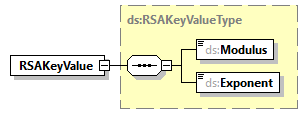 ds:RSAKeyValueType
RSAKeyValue
ds:Modulus
ds:Exponent